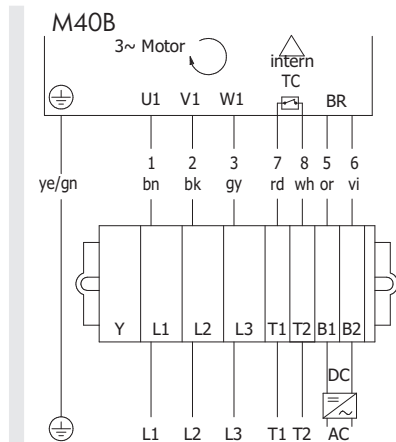 M40B
3~ Motor
intern
TC
U1 V1 W1 BR
1 2 3 7 8 5 6
ye/gn bn bk gy rd wh or vi
Y L1 L2 L3 T1 T2 B1 B2
DC
L1 L2 L3 T1 T2 AC